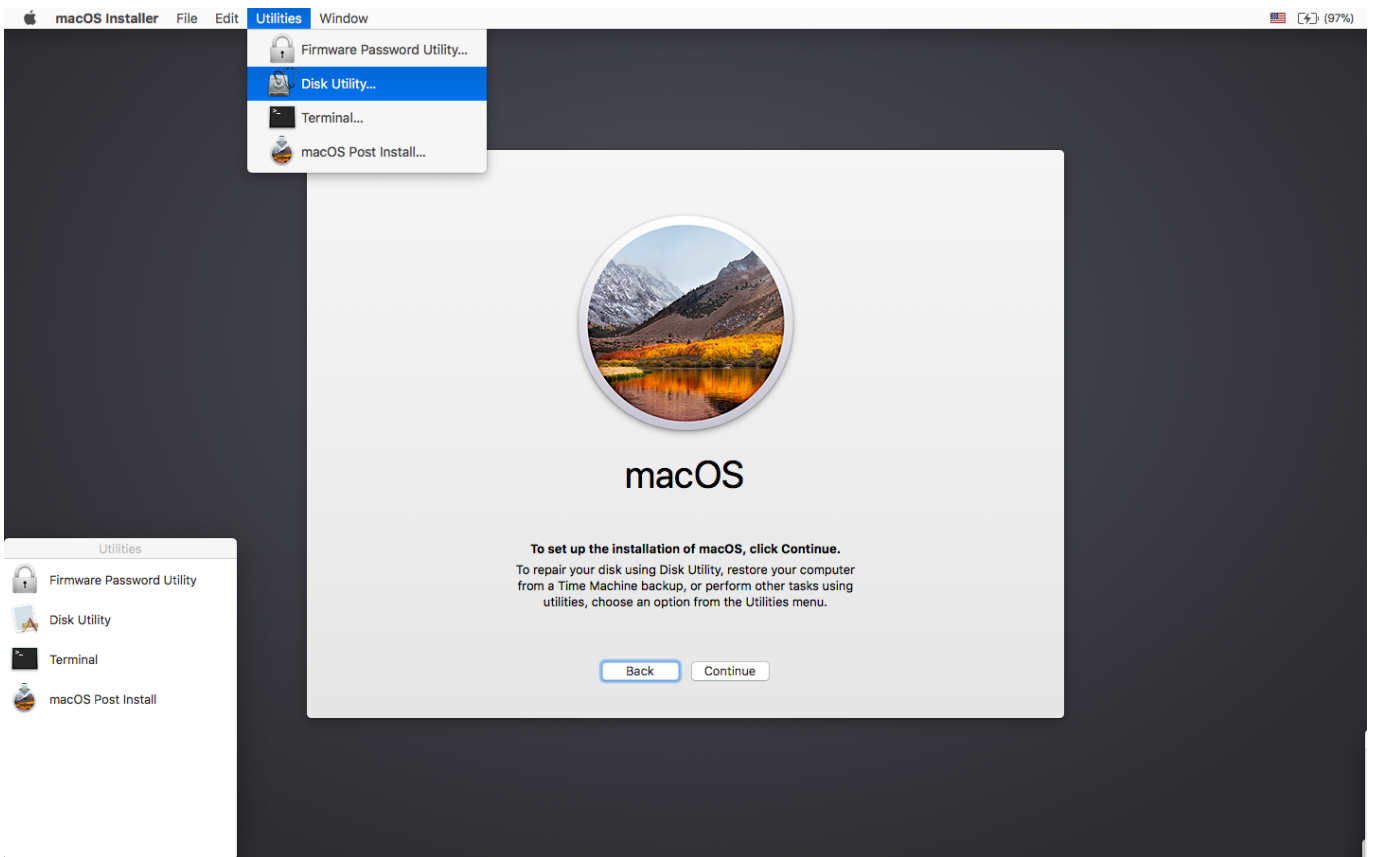 macOS Installer File Edit Utilities Window (97%)
Firmware Password Utility...
Disk Utility...
Terminal...
macOS Post Install...
macOS
To set up the installation of macOS, click Continue.
To repair your disk using Disk Utility, restore your computer
from a Time Machine backup, or perform other tasks using
utilities, choose an option from the Utilities menu.
Back Continue
Utilities
Firmware Password Utility
Disk Utility
Terminal
macOS Post Install